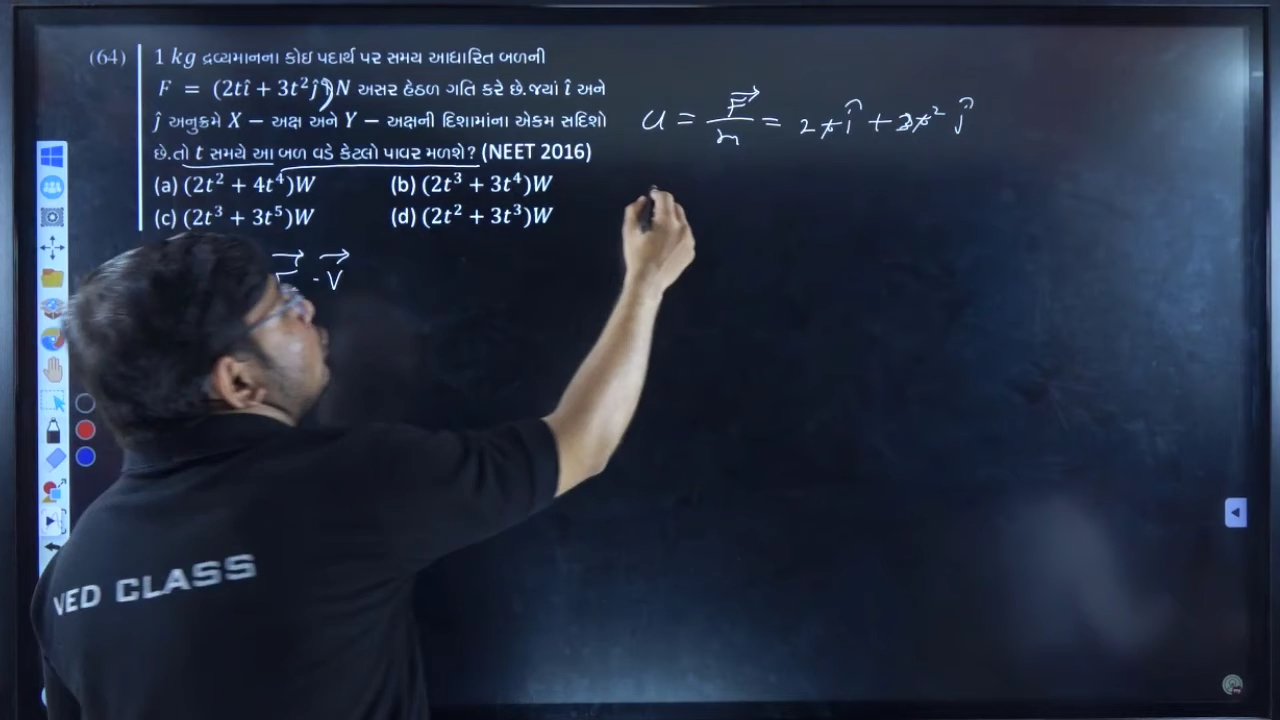 (64) 1 kg દ્રવ્યમાનના કોઇ પદાર્થ પર સમય આધારિત બળની
F = (2tî + 3t²ĵ) N અસર હેઠળ ગતિ કરે છે.જ્યાં î અને
ĵ અનુક્રમે X − અક્ષ અને Y − અક્ષની દિશામાંના એકમ સદિશો
છે.તો t સમયે આ બળ વડે કેટલો પાવર મળશે? (NEET 2016)
(a) (2t² + 4t⁴)W (b) (2t³ + 3t⁴)W
(c) (2t³ + 3t⁵)W (d) (2t² + 3t³)W
a = F⃗/m = 2t î + 3t² ĵ
F⃗ · V⃗
VED CLASS